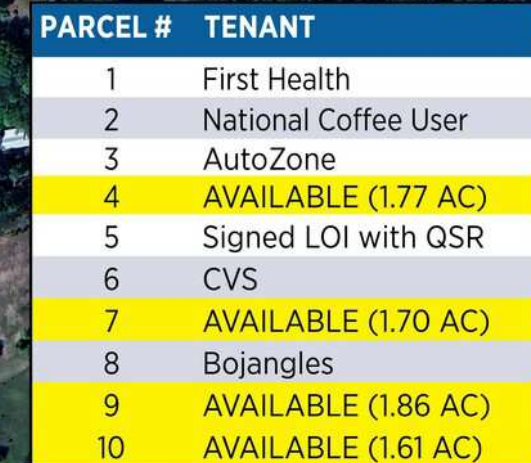 PARCEL # TENANT
1 First Health
2 National Coffee User
3 AutoZone
4 AVAILABLE (1.77 AC)
5 Signed LOI with QSR
6 CVS
7 AVAILABLE (1.70 AC)
8 Bojangles
9 AVAILABLE (1.86 AC)
10 AVAILABLE (1.61 AC)